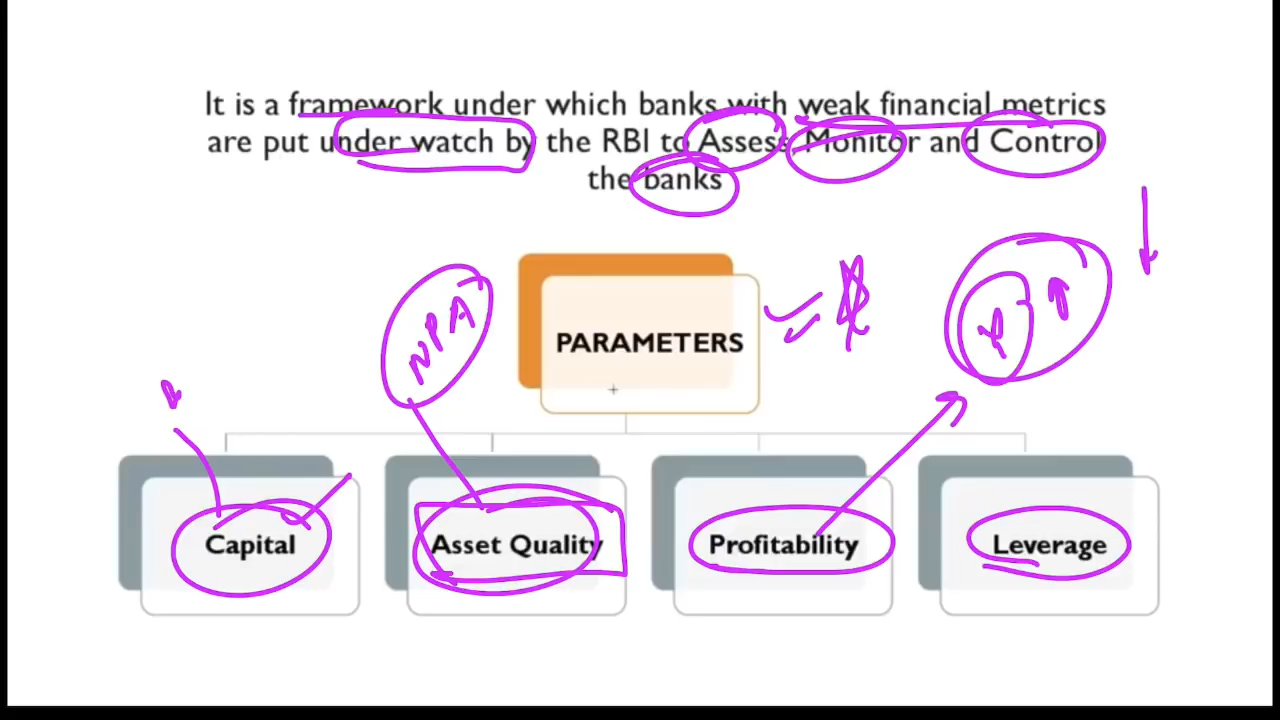 It is a framework under which banks with weak financial metrics
are put under watch by the RBI to Assess Monitor and Control
the banks
NPA
PARAMETERS
Capital
Asset Quality
Profitability
Leverage